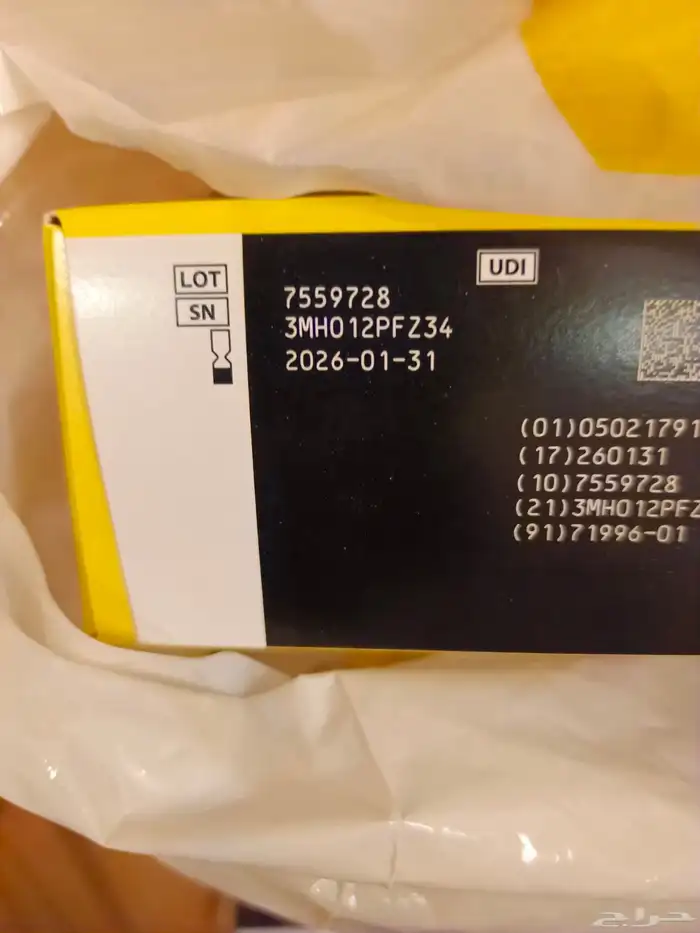 LOT
SN
7559728
3MH012PFZ34
2026-01-31
UDI
(01)05021791
(17)260131
(10)7559728
(21)3MH012PFZ
(91)71996-01
حراج